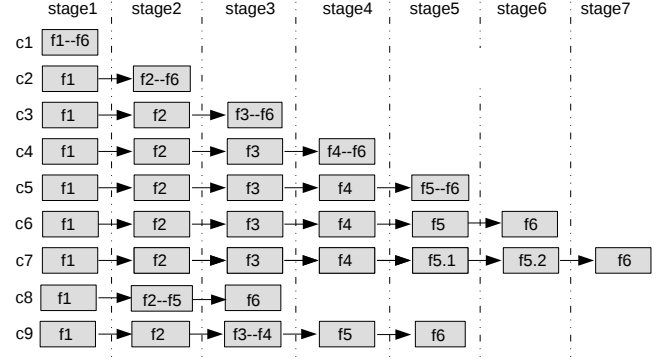 stage1 stage2 stage3 stage4 stage5 stage6 stage7
c1 f1--f6
c2 f1 f2--f6
c3 f1 f2 f3--f6
c4 f1 f2 f3 f4--f6
c5 f1 f2 f3 f4 f5--f6
c6 f1 f2 f3 f4 f5 f6
c7 f1 f2 f3 f4 f5.1 f5.2 f6
c8 f1 f2--f5 f6
c9 f1 f2 f3--f4 f5 f6